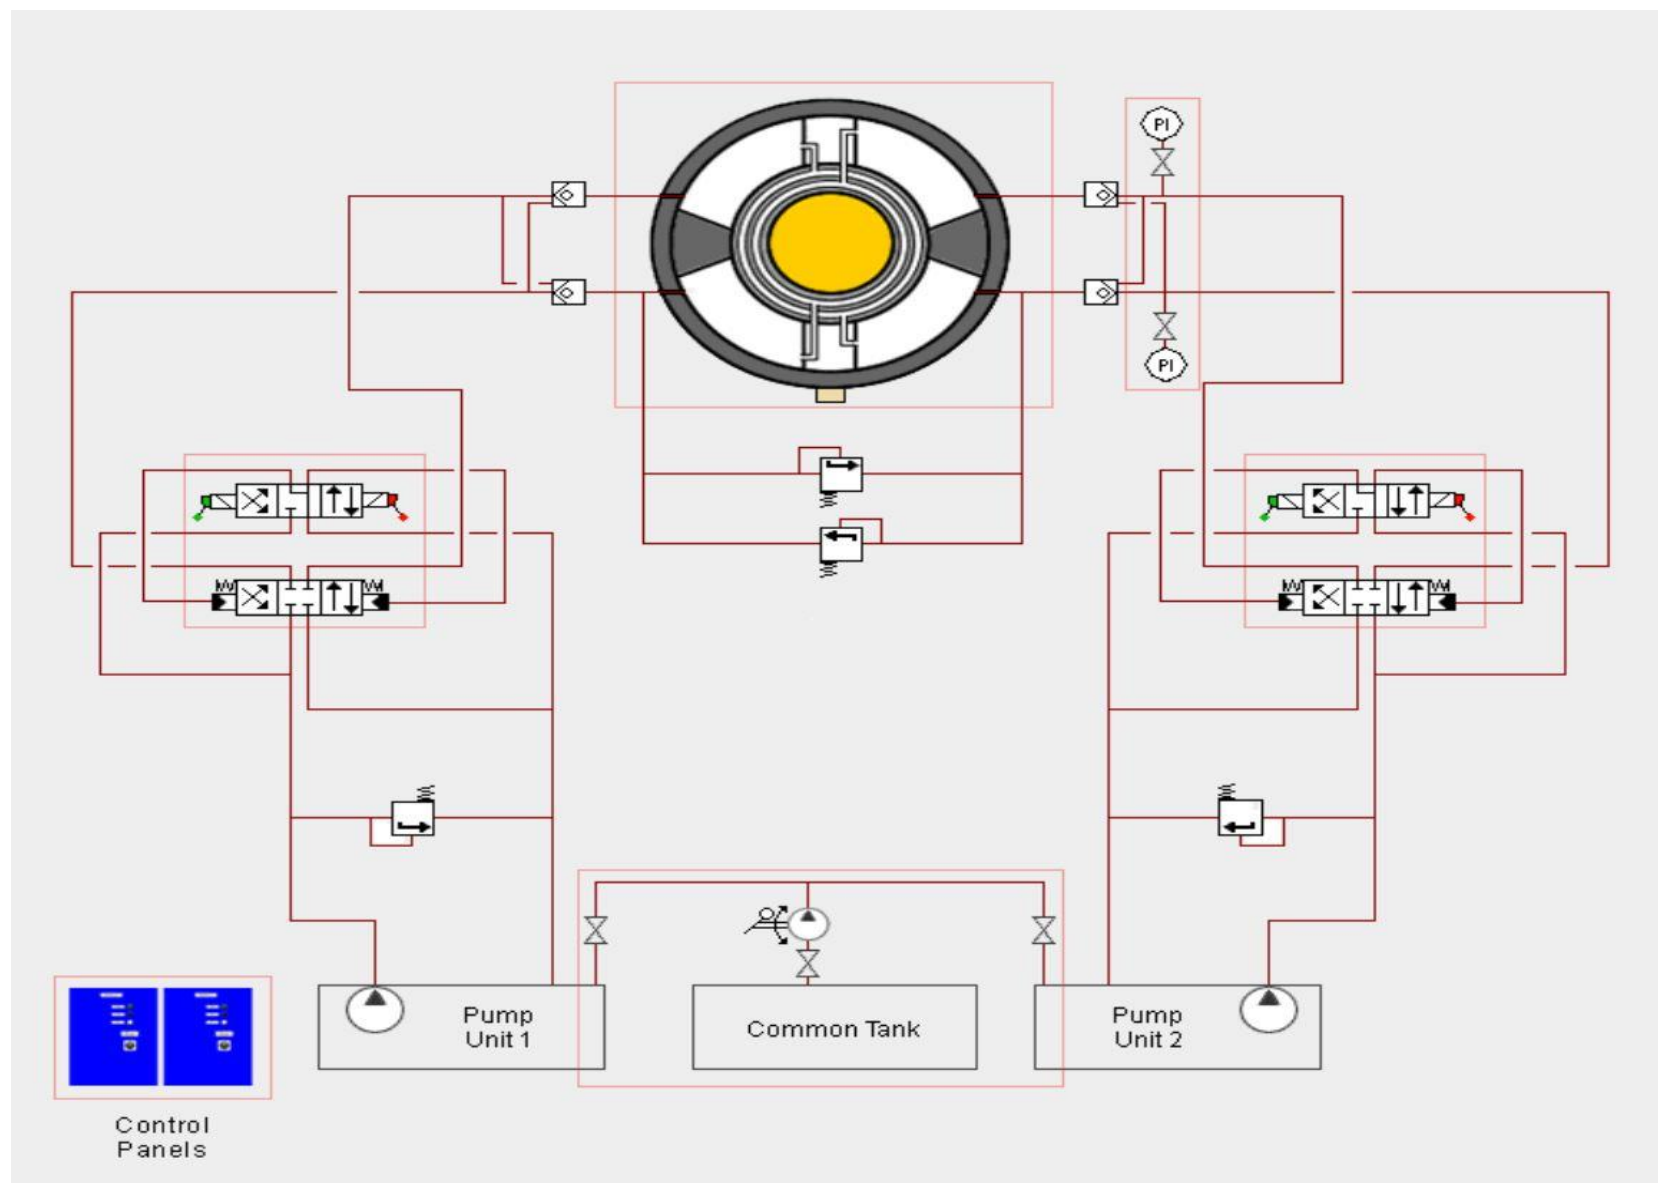 PI
PI
Pump
Unit 1
Common Tank
Pump
Unit 2
Control
Panels